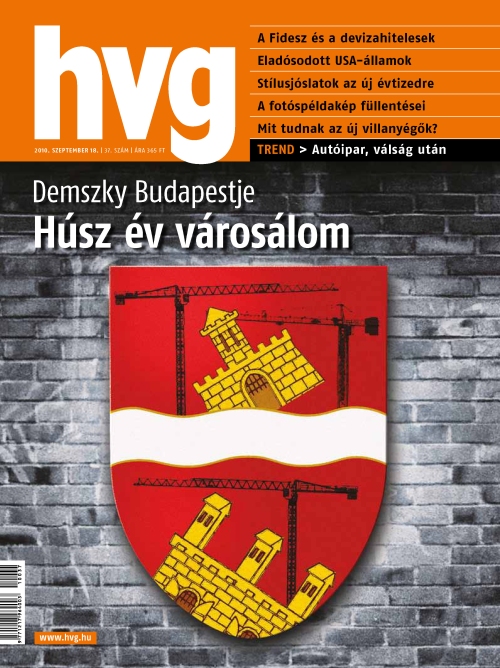 hvg
2010. SZEPTEMBER 18. | 37. SZÁM | ÁRA 565 FT
A Fidesz és a devizahitelesek
Eladósodott USA-államok
Stílusjóslatok az új évtizedre
A fotóspéldakép füllentései
Mit tudnak az új villanyégők?
TREND > Autóipar, válság után
Demszky Budapestje
Húsz év városálom
www.hvg.hu